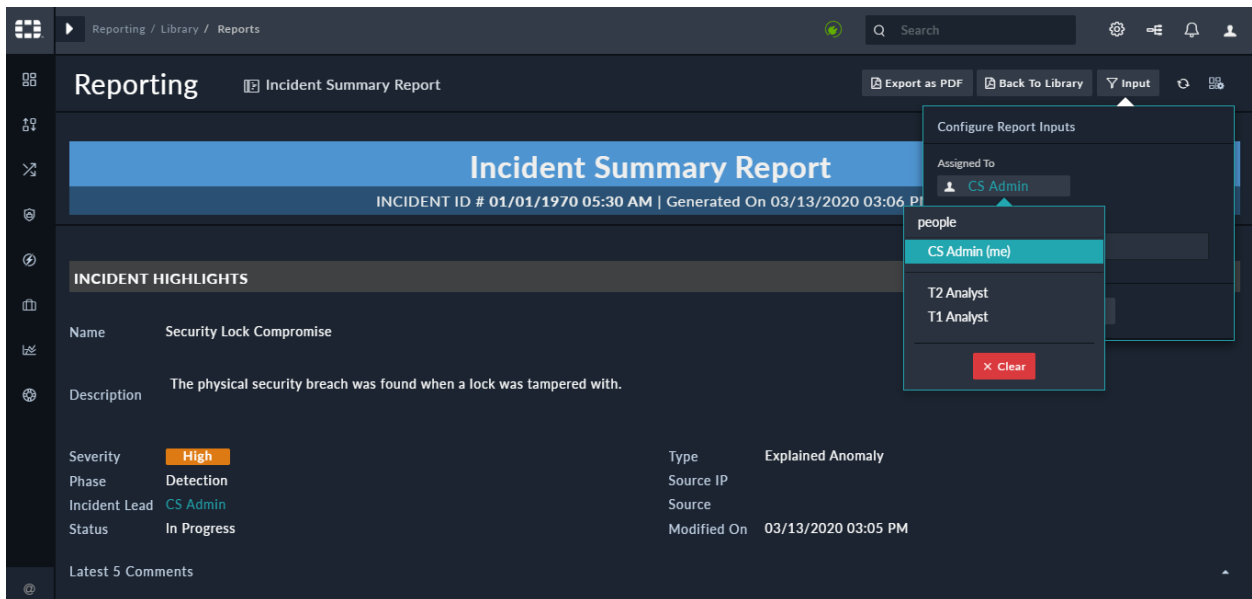 Reporting / Library / Reports
Search
Reporting
Incident Summary Report
Export as PDF
Back To Library
Input
Configure Report Inputs
Assigned To
CS Admin
people
CS Admin (me)
T2 Analyst
T1 Analyst
× Clear
Incident Summary Report
INCIDENT ID # 01/01/1970 05:30 AM | Generated On 03/13/2020 03:06
INCIDENT HIGHLIGHTS
Name Security Lock Compromise
Description The physical security breach was found when a lock was tampered with.
Severity High
Phase Detection
Incident Lead CS Admin
Status In Progress
Type Explained Anomaly
Source IP
Source
Modified On 03/13/2020 03:05 PM
Latest 5 Comments
@